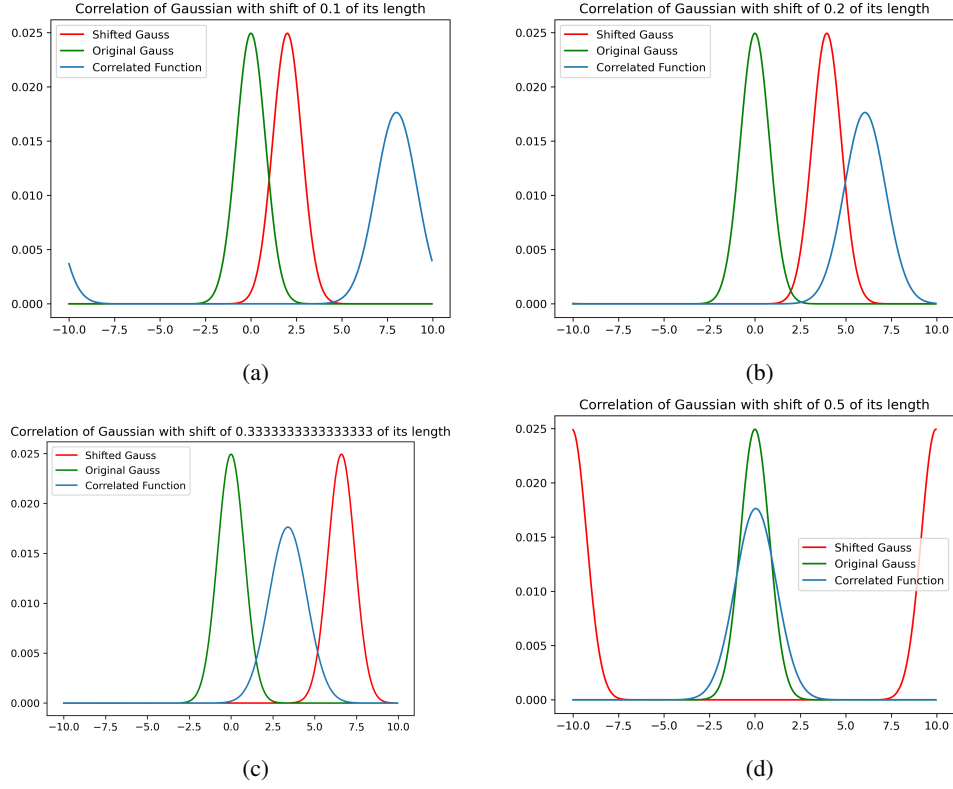 Correlation of Gaussian with shift of 0.1 of its length
0.025
0.020
0.015
0.010
0.005
0.000
Shifted Gauss
Original Gauss
Correlated Function
−10.0 −7.5 −5.0 −2.5 0.0 2.5 5.0 7.5 10.0
(a)
Correlation of Gaussian with shift of 0.2 of its length
0.025
0.020
0.015
0.010
0.005
0.000
Shifted Gauss
Original Gauss
Correlated Function
−10.0 −7.5 −5.0 −2.5 0.0 2.5 5.0 7.5 10.0
(b)
Correlation of Gaussian with shift of 0.3333333333333333 of its length
0.025
0.020
0.015
0.010
0.005
0.000
Shifted Gauss
Original Gauss
Correlated Function
−10.0 −7.5 −5.0 −2.5 0.0 2.5 5.0 7.5 10.0
(c)
Correlation of Gaussian with shift of 0.5 of its length
0.025
0.020
0.015
0.010
0.005
0.000
Shifted Gauss
Original Gauss
Correlated Function
−10.0 −7.5 −5.0 −2.5 0.0 2.5 5.0 7.5 10.0
(d)